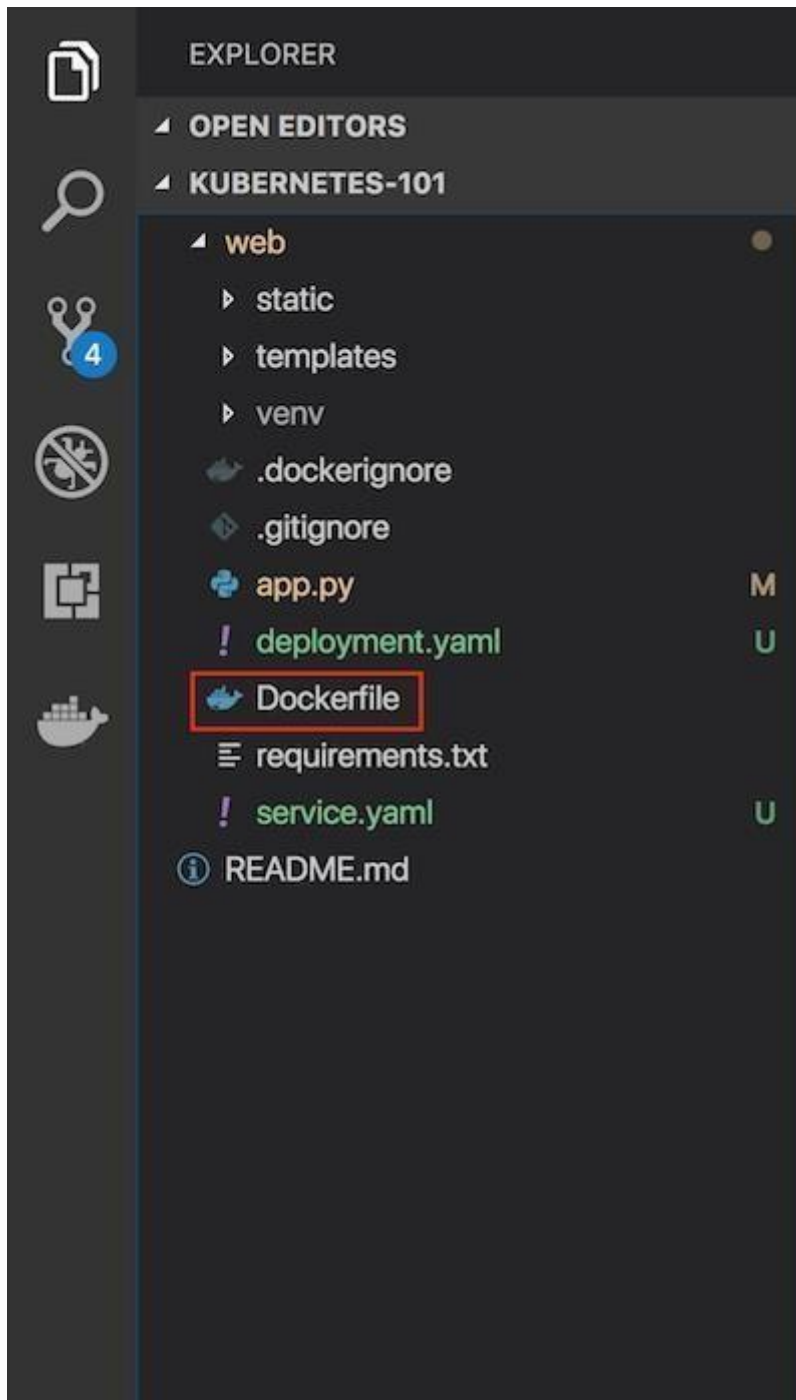 EXPLORER
OPEN EDITORS
KUBERNETES-101
web
static
templates
venv
4
.dockerignore
.gitignore
app.py M
deployment.yaml U
Dockerfile
requirements.txt
service.yaml U
README.md